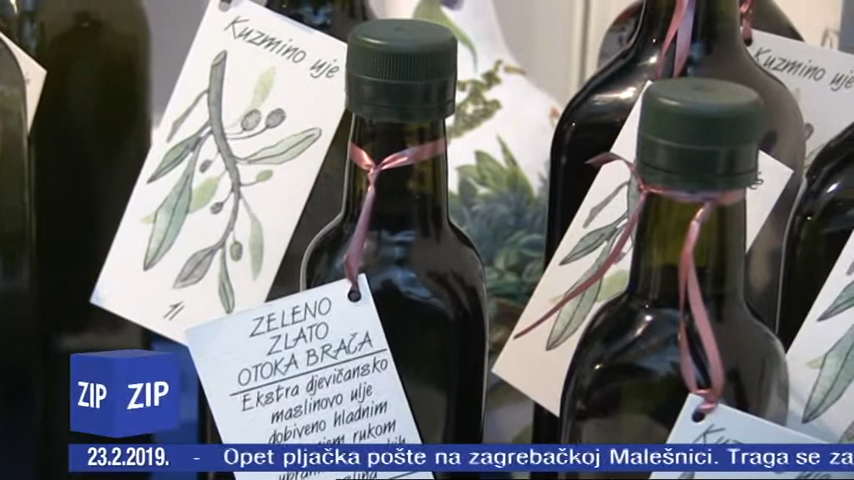 Kuzmino uje
Kuzmino uje
1l
ZELENO
ZLATO
OTOKA BRAČA
Ekstra djevičansko
maslinovo ulje
dobiveno hladnim
rukom
ZIP ZIP
23.2.2019. - Opet pljačka pošte na zagrebačkoj Malešnici. Traga se za